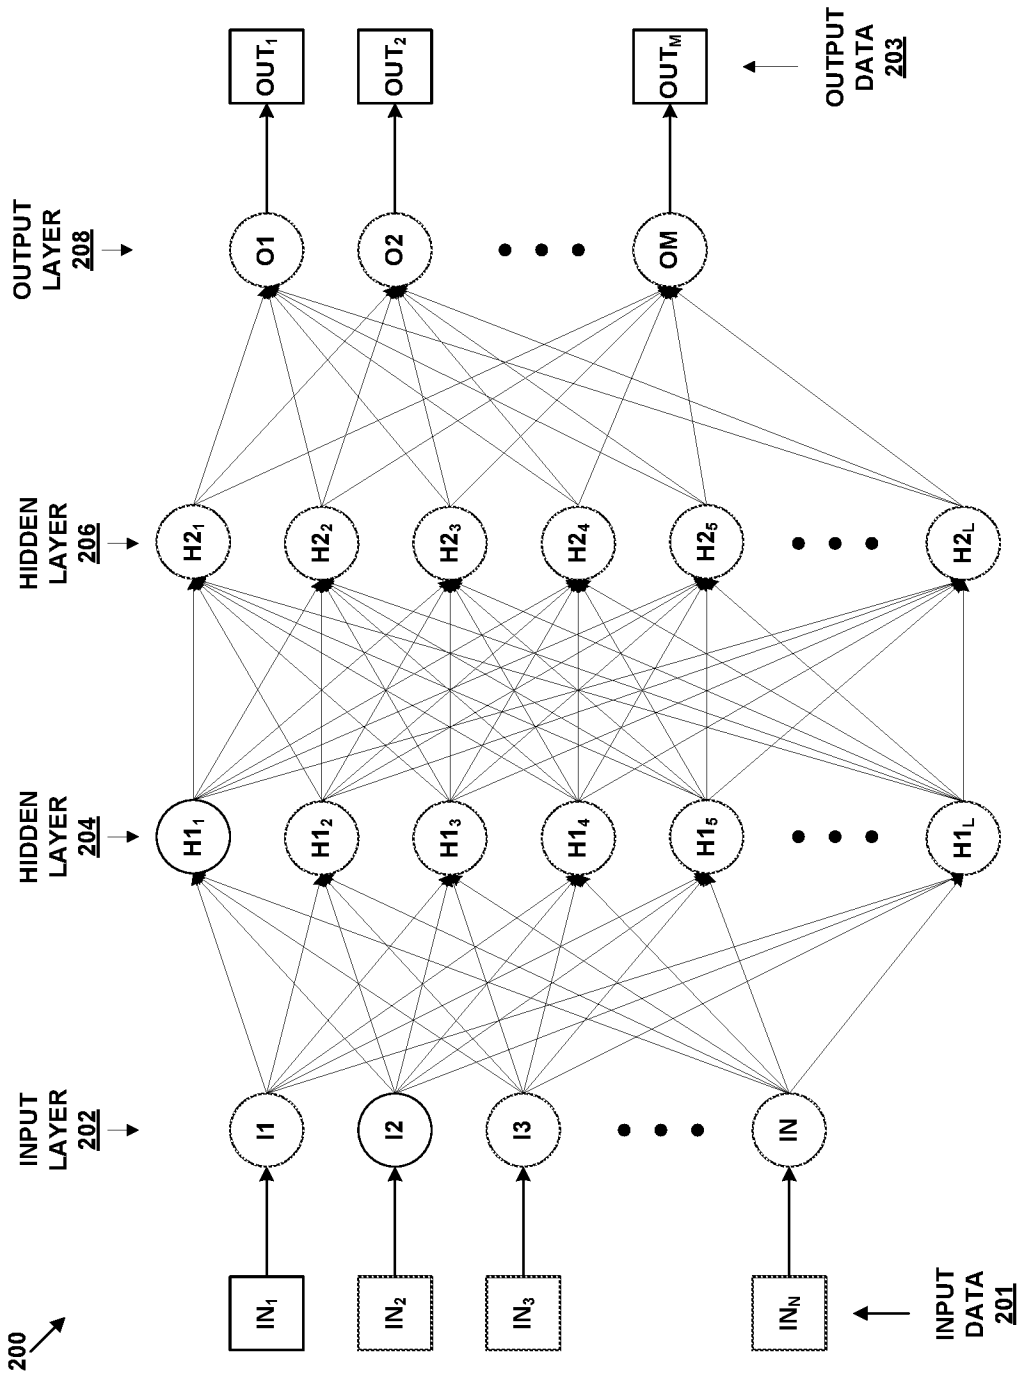 200
INPUT
LAYER
202
HIDDEN
LAYER
204
HIDDEN
LAYER
206
OUTPUT
LAYER
208
IN1
I1
H11
H21
O1
OUT1
IN2
I2
H12
H22
O2
OUT2
IN3
I3
H13
H23
H14
H24
H15
H25
OM
OUTM
INN
IN
H1L
H2L
INPUT
DATA
201
OUTPUT
DATA
203